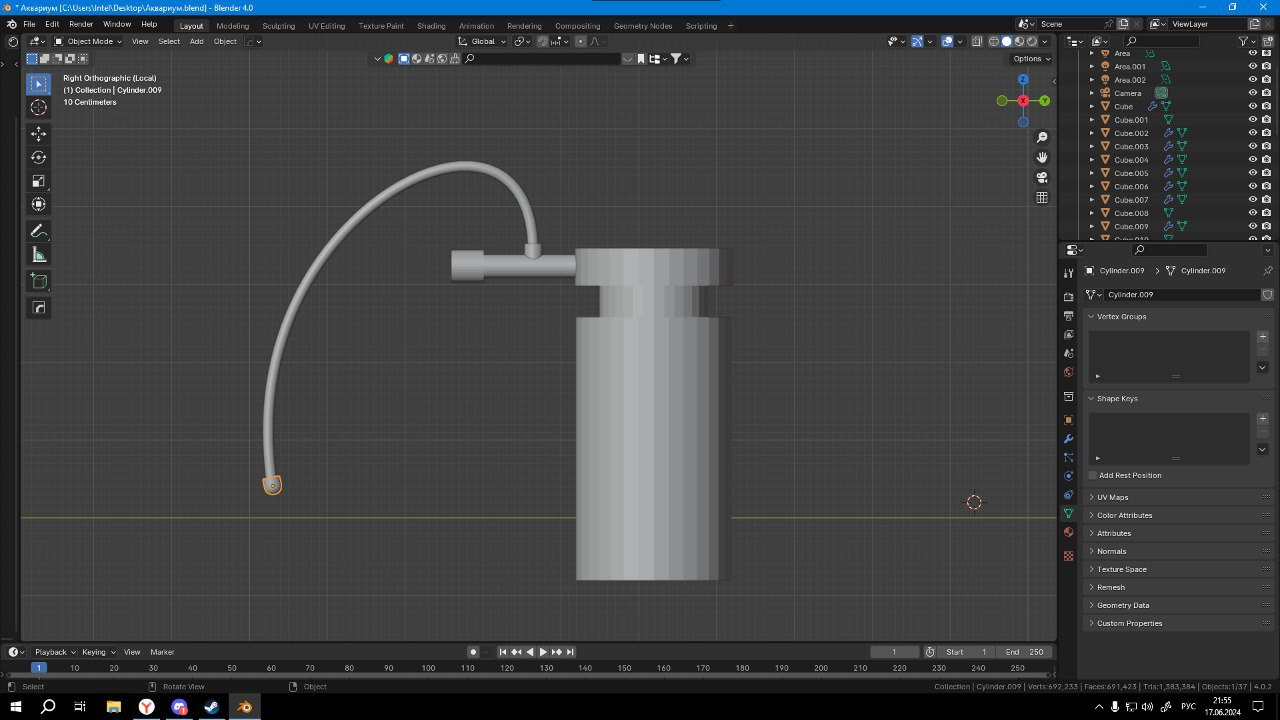 * Аквариум [C:\Users\Intel\Desktop\Аквариум.blend] - Blender 4.0
File Edit Render Window Help Layout Modeling Sculpting UV Editing Texture Paint Shading Animation Rendering Compositing Geometry Nodes Scripting + Scene ViewLayer
Object Mode View Select Add Object Global
Options
Right Orthographic (Local)
(1) Collection | Cylinder.009
10 Centimeters
Z
X
Y
Area
Area.001
Area.002
Camera
Cube
Cube.001
Cube.002
Cube.003
Cube.004
Cube.005
Cube.006
Cube.007
Cube.008
Cube.009
Cube.010
Cylinder.009 Cylinder.009
Cylinder.009
Vertex Groups
Shape Keys
Add Rest Position
UV Maps
Color Attributes
Attributes
Normals
Texture Space
Remesh
Geometry Data
Custom Properties
Playback Keying View Marker 1 Start 1 End 250
1 10 20 30 40 50 60 70 80 90 100 110 120 130 140 150 160 170 180 190 200 210 220 230 240 250
Select Rotate View Object Collection | Cylinder.009 | Verts:692,233 | Faces:691,423 | Tris:1,383,384 | Objects:1/37 | 4.0.2
РУС
21:55
17.06.2024